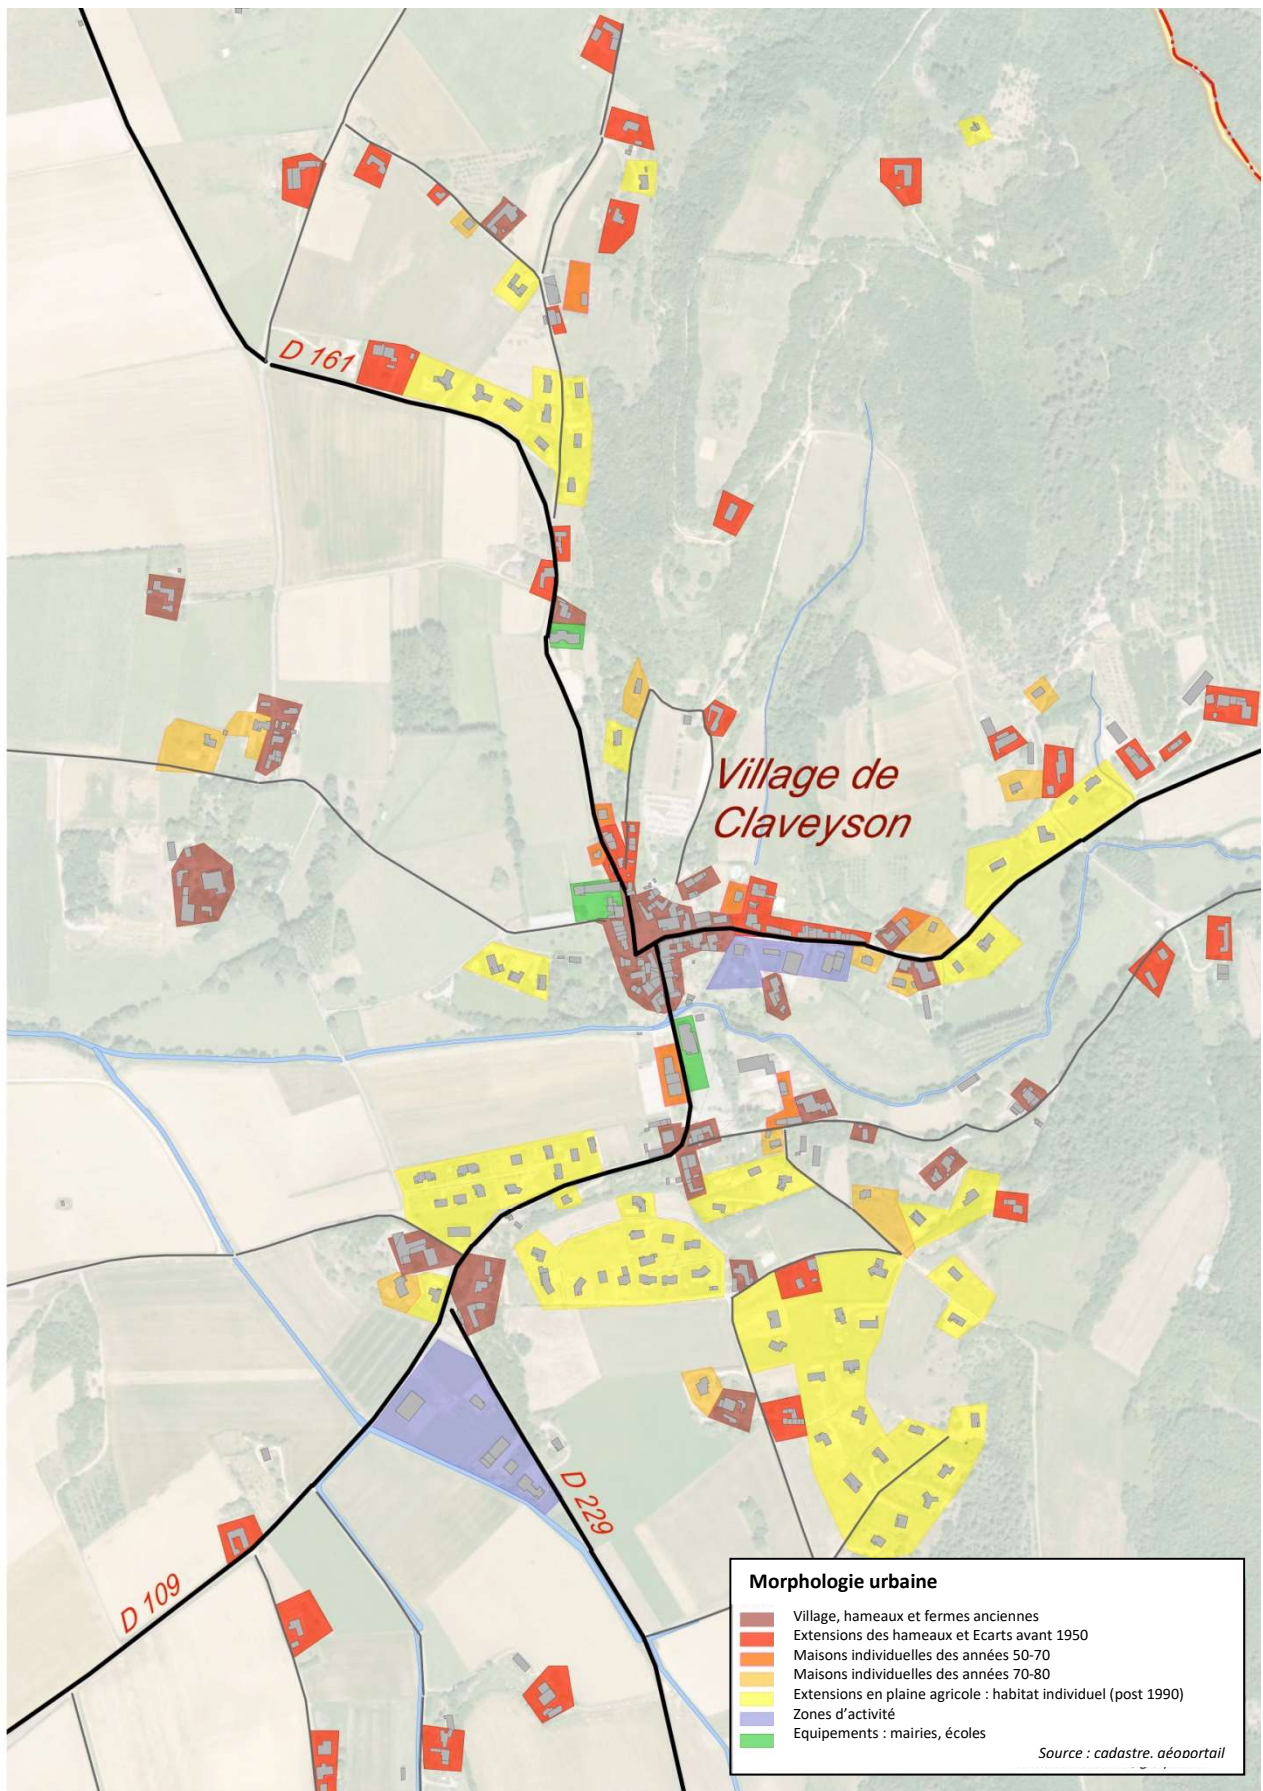 D 161
Village de
Claveyson
D 229
D 109
Morphologie urbaine
Village, hameaux et fermes anciennes
Extensions des hameaux et Ecarts avant 1950
Maisons individuelles des années 50-70
Maisons individuelles des années 70-80
Extensions en plaine agricole : habitat individuel (post 1990)
Zones d’activité
Equipements : mairies, écoles
Source : cadastre, géoportail